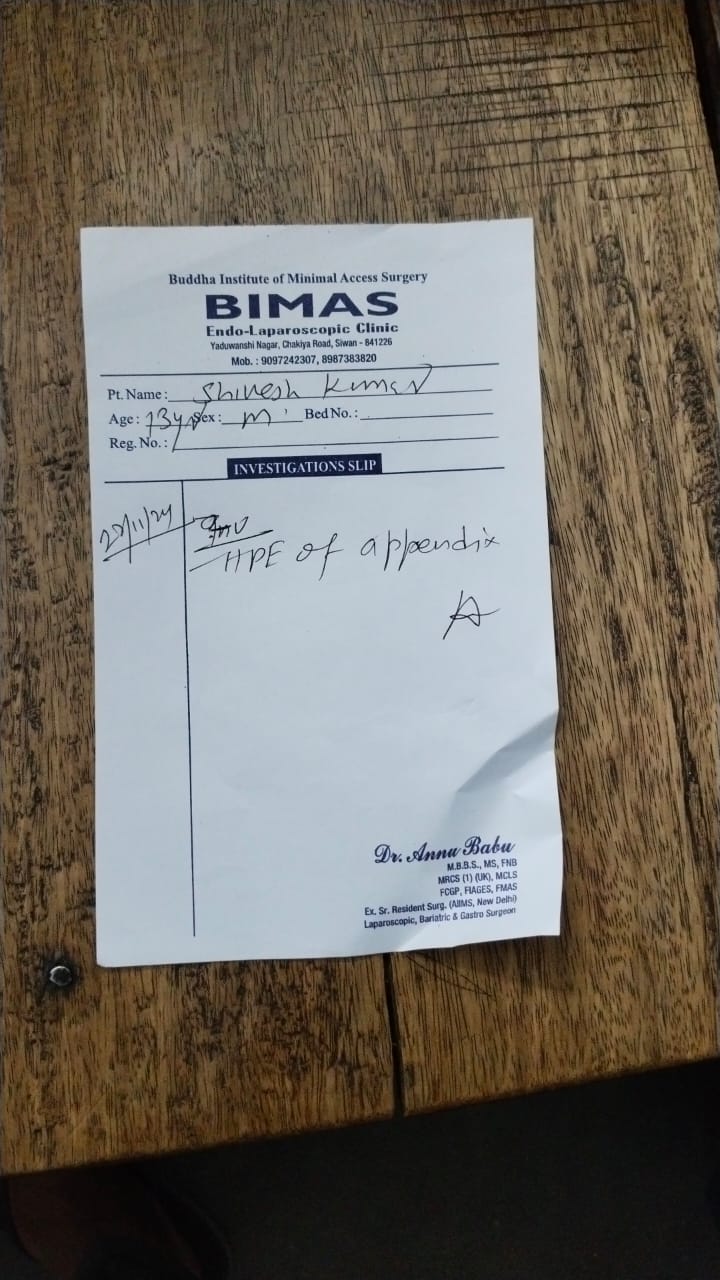 Buddha Institute of Minimal Access Surgery
BIMAS
Endo-Laparoscopic Clinic
Yaduwanshi Nagar, Chakiya Road, Siwan - 841226
Mob. : 9097242307, 8987383820
Pt. Name : Shivesh Kumar
Age : 13yr Sex : m Bed No. :
Reg. No. :
INVESTIGATIONS SLIP
Inv
HPE of appendix
Dr. Annu Babu
M.B.B.S., MS, FNB
MRCS (1) (UK), MCLS
FCGP, FIAGES, FMAS
Ex. Sr. Resident Surg. (AIIMS, New Delhi)
Laparoscopic, Bariatric & Gastro Surgeon